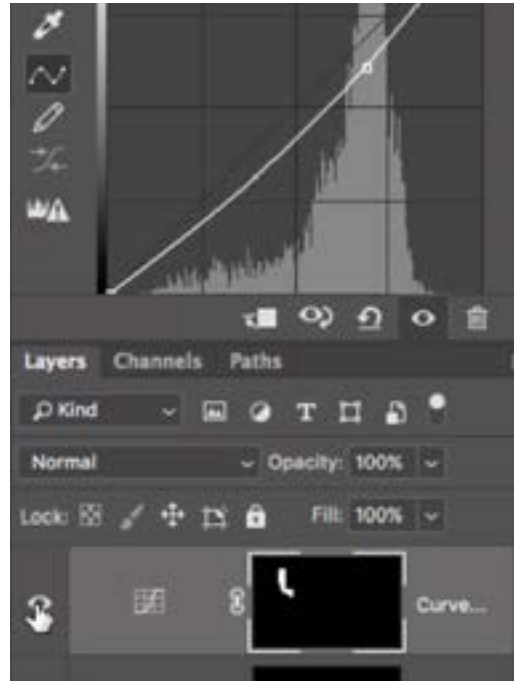 Layers Channels Paths
Kind
Normal Opacity: 100%
Lock: Fill: 100%
Curve...